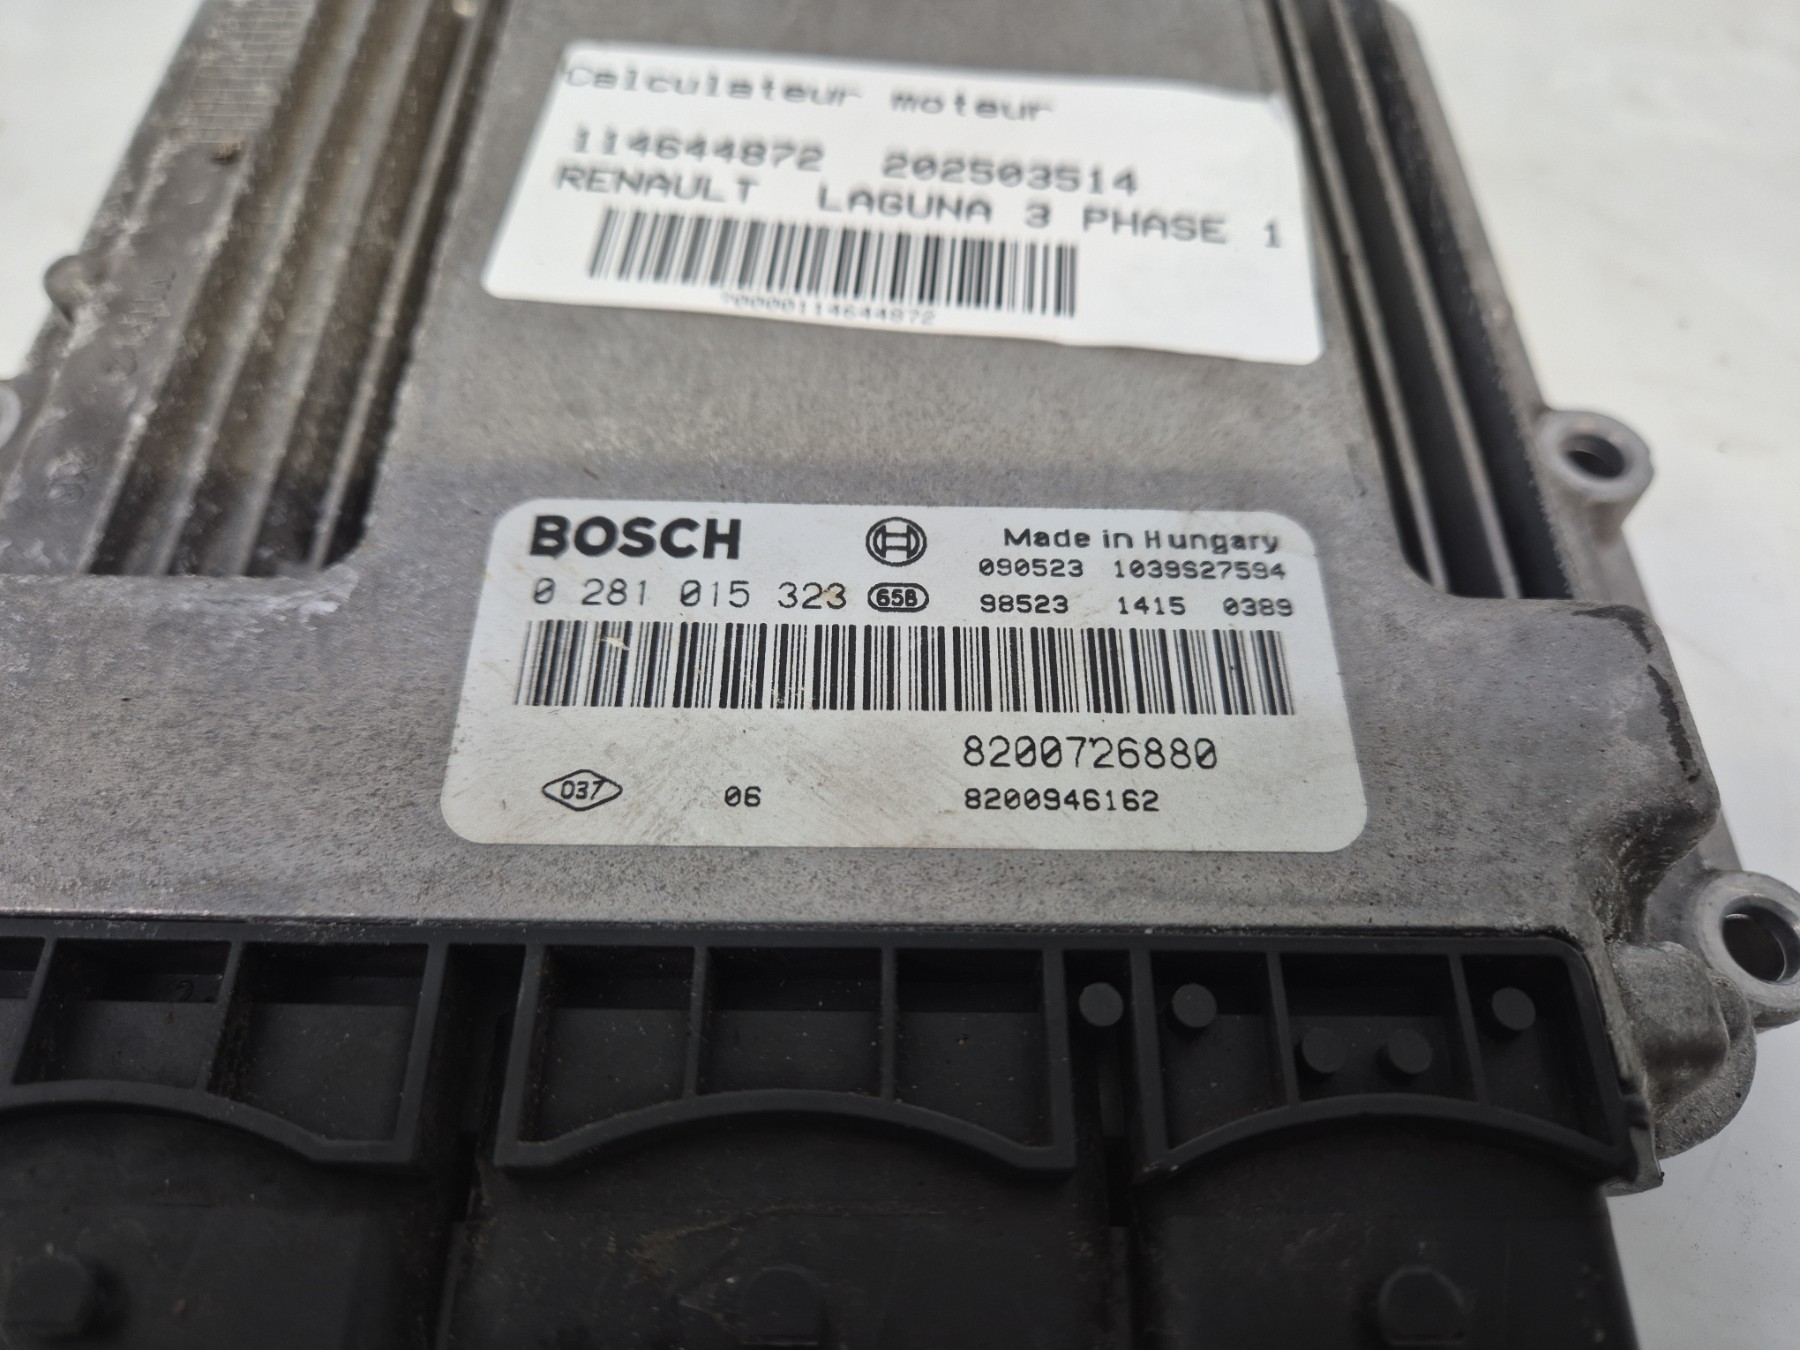 Calculateur moteur
114644872 202503514
RENAULT LAGUNA 3 PHASE 1
BOSCH Made in Hungary
090523 1039S27594
0 281 015 323 65B 98523 1415 0389
8200726880
037 06 8200946162
2